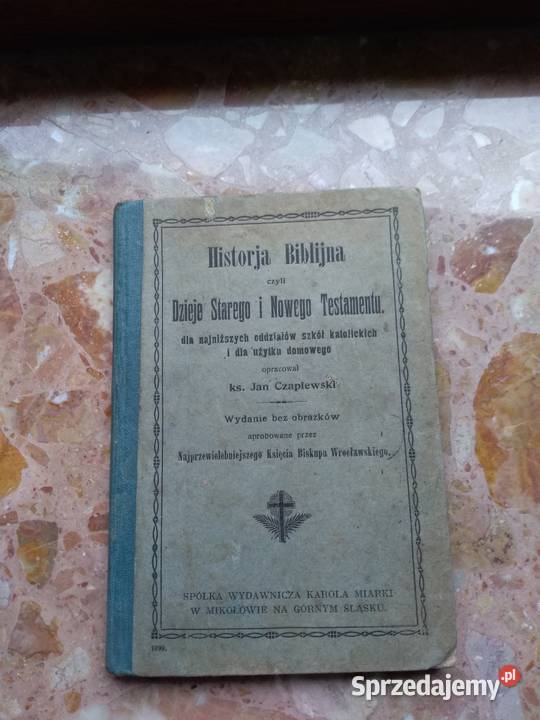 Historja Biblijna
czyli
Dzieje Starego i Nowego Testamentu.
dla najniższych oddziałów szkół katolickich
i dla użytku domowego
opracował
ks. Jan Czaplewski
Wydanie bez obrazków
aprobowane przez
Najprzewielebniejszego Księcia Biskupa Wrocławskiego.
SPÓŁKA WYDAWNICZA KAROLA MIARKI
W MIKOŁOWIE NA GÓRNYM ŚLĄSKU.
Sprzedajemy.pl